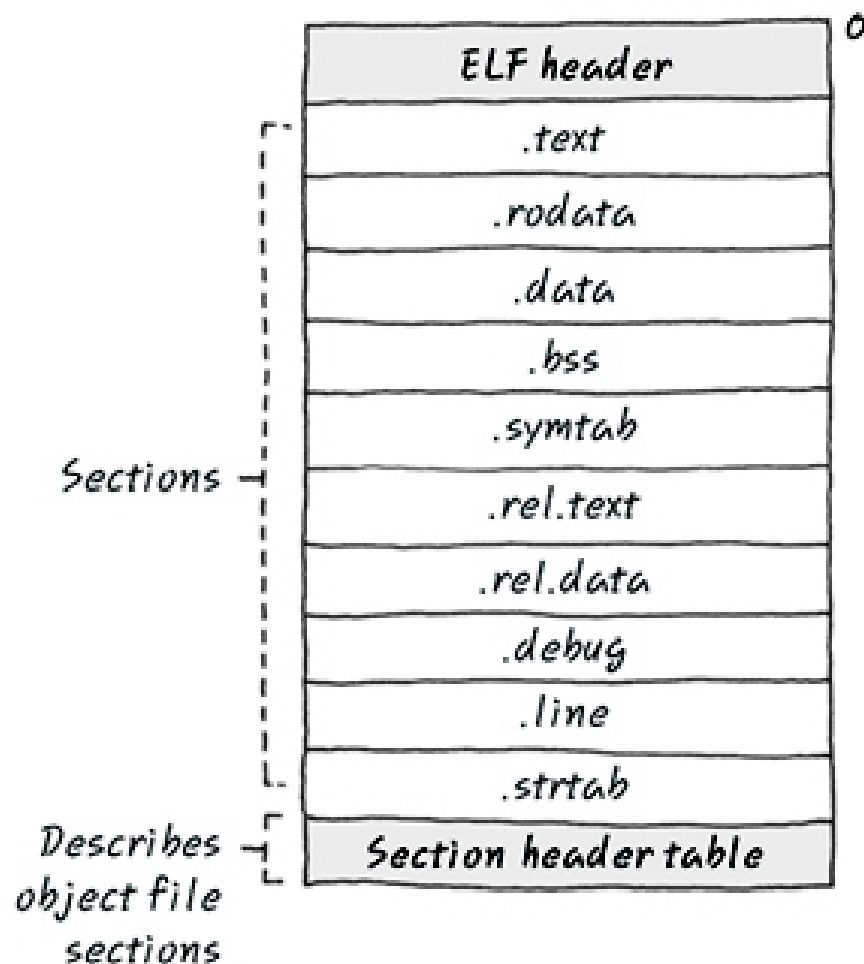 0
ELF header
.text
.rodata
.data
.bss
.symtab
Sections
.rel.text
.rel.data
.debug
.line
.strtab
Describes
object file
sections
Section header table